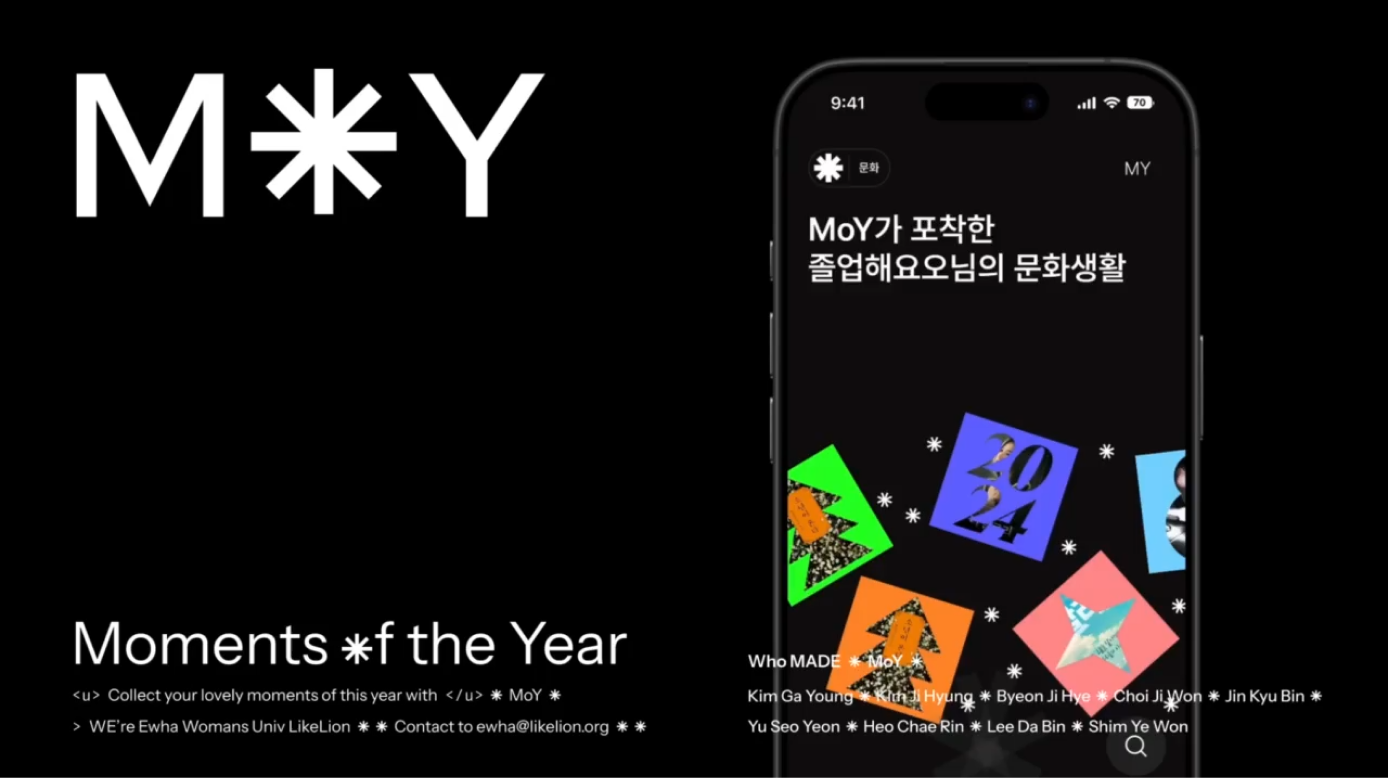 M✳Y
9:41
70
문화
MY
MoY가 포착한
졸업해요오님의 문화생활
20
24
Moments ✳f the Year
<u> Collect your lovely moments of this year with </u> ✳ MoY ✳
> WE're Ewha Womans Univ LikeLion ✳ ✳ Contact to ewha@likelion.org ✳ ✳
Who MADE ✳ MoY ✳
Kim Ga Young ✳ Kim Ji Hyung ✳ Byeon Ji Hye ✳ Choi Ji Won ✳ Jin Kyu Bin ✳
Yu Seo Yeon ✳ Heo Chae Rin ✳ Lee Da Bin ✳ Shim Ye Won